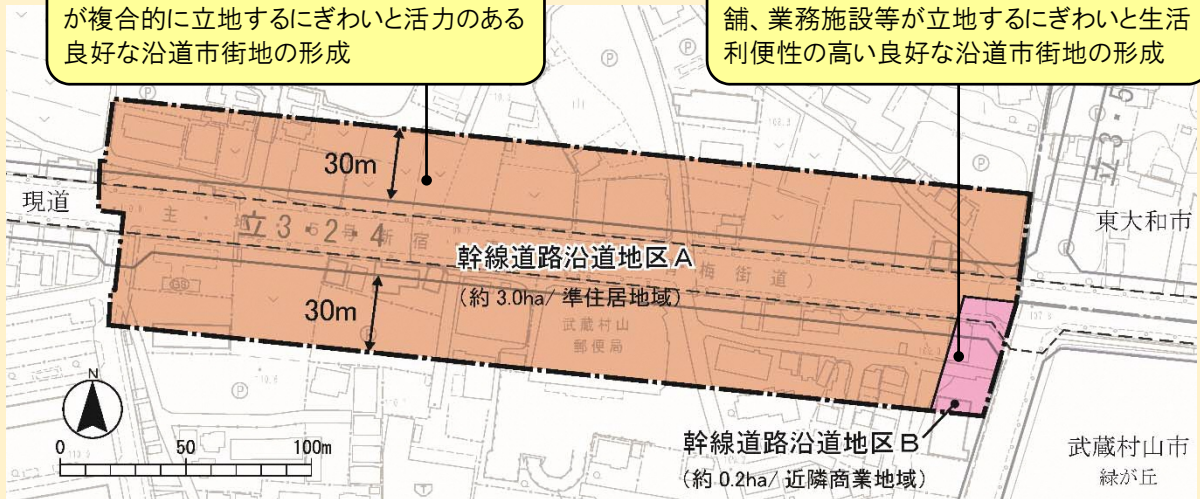 が複合的に立地するにぎわいと活力のある
良好な沿道市街地の形成
舗、業務施設等が立地するにぎわいと生活
利便性の高い良好な沿道市街地の形成
30m
現道
立3・2・4
東大和市
幹線道路沿道地区A
(約 3.0ha/ 準住居地域)
梅街道)
30m
武蔵村山
郵便局
N
0 50 100m
幹線道路沿道地区B
(約 0.2ha/ 近隣商業地域)
武蔵村山市
緑が丘